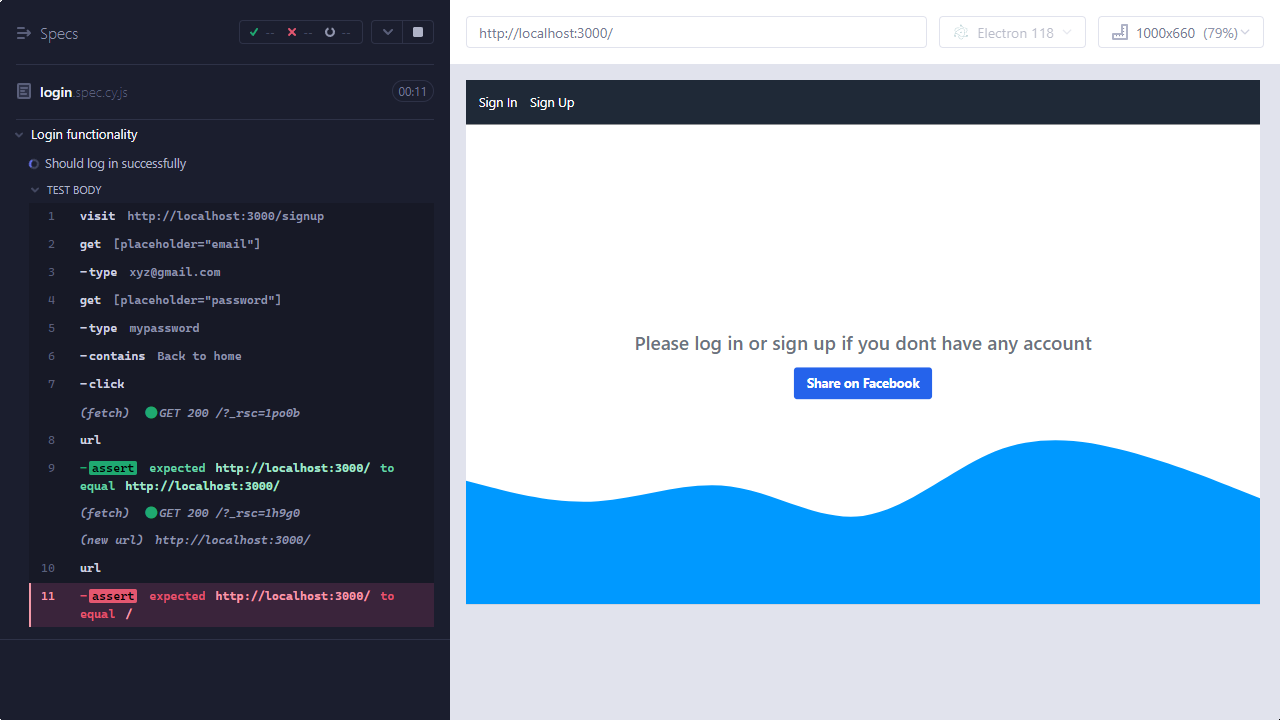 Specs
-- -- --
login.spec.cy.js 00:11
Login functionality
Should log in successfully
TEST BODY
1 visit http://localhost:3000/signup
2 get [placeholder="email"]
3 -type xyz@gmail.com
4 get [placeholder="password"]
5 -type mypassword
6 -contains Back to home
7 -click
(fetch) GET 200 /?_rsc=1po0b
8 url
9 -assert expected http://localhost:3000/ to
equal http://localhost:3000/
(fetch) GET 200 /?_rsc=1h9g0
(new url) http://localhost:3000/
10 url
11 -assert expected http://localhost:3000/ to
equal /
http://localhost:3000/
Electron 118
1000x660 (79%)
Sign In Sign Up
Please log in or sign up if you dont have any account
Share on Facebook